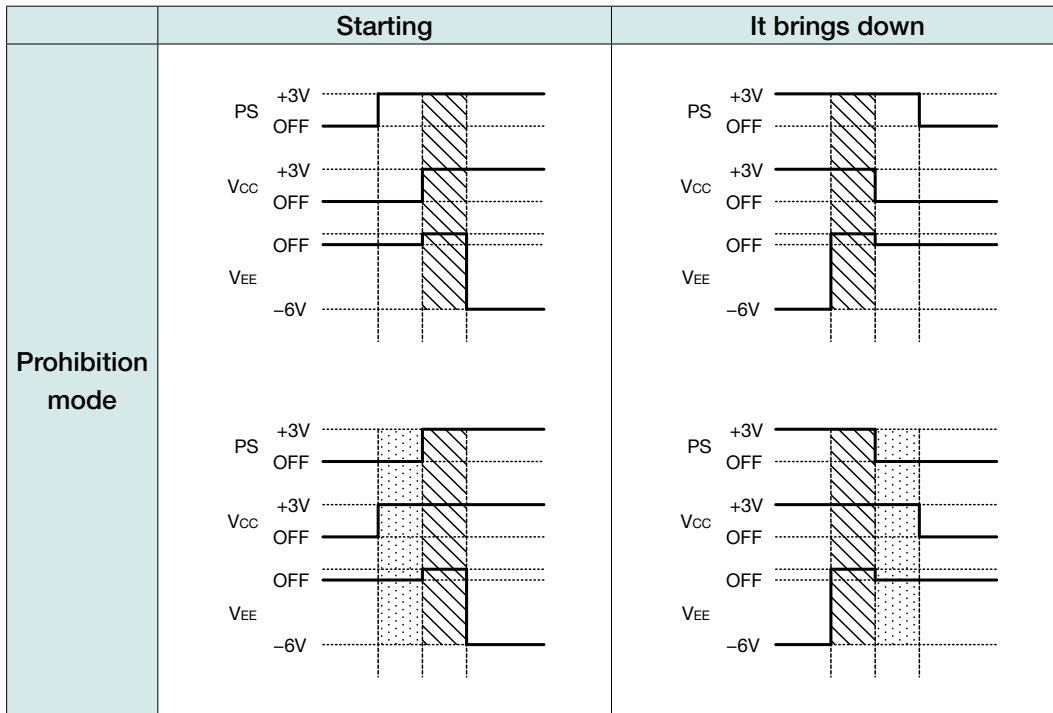 Starting
It brings down
Prohibition
mode
PS
+3V
OFF
VCC
+3V
OFF
VEE
OFF
−6V
PS
+3V
OFF
VCC
+3V
OFF
VEE
OFF
−6V
PS
+3V
OFF
VCC
+3V
OFF
VEE
OFF
−6V
PS
+3V
OFF
VCC
+3V
OFF
VEE
OFF
−6V